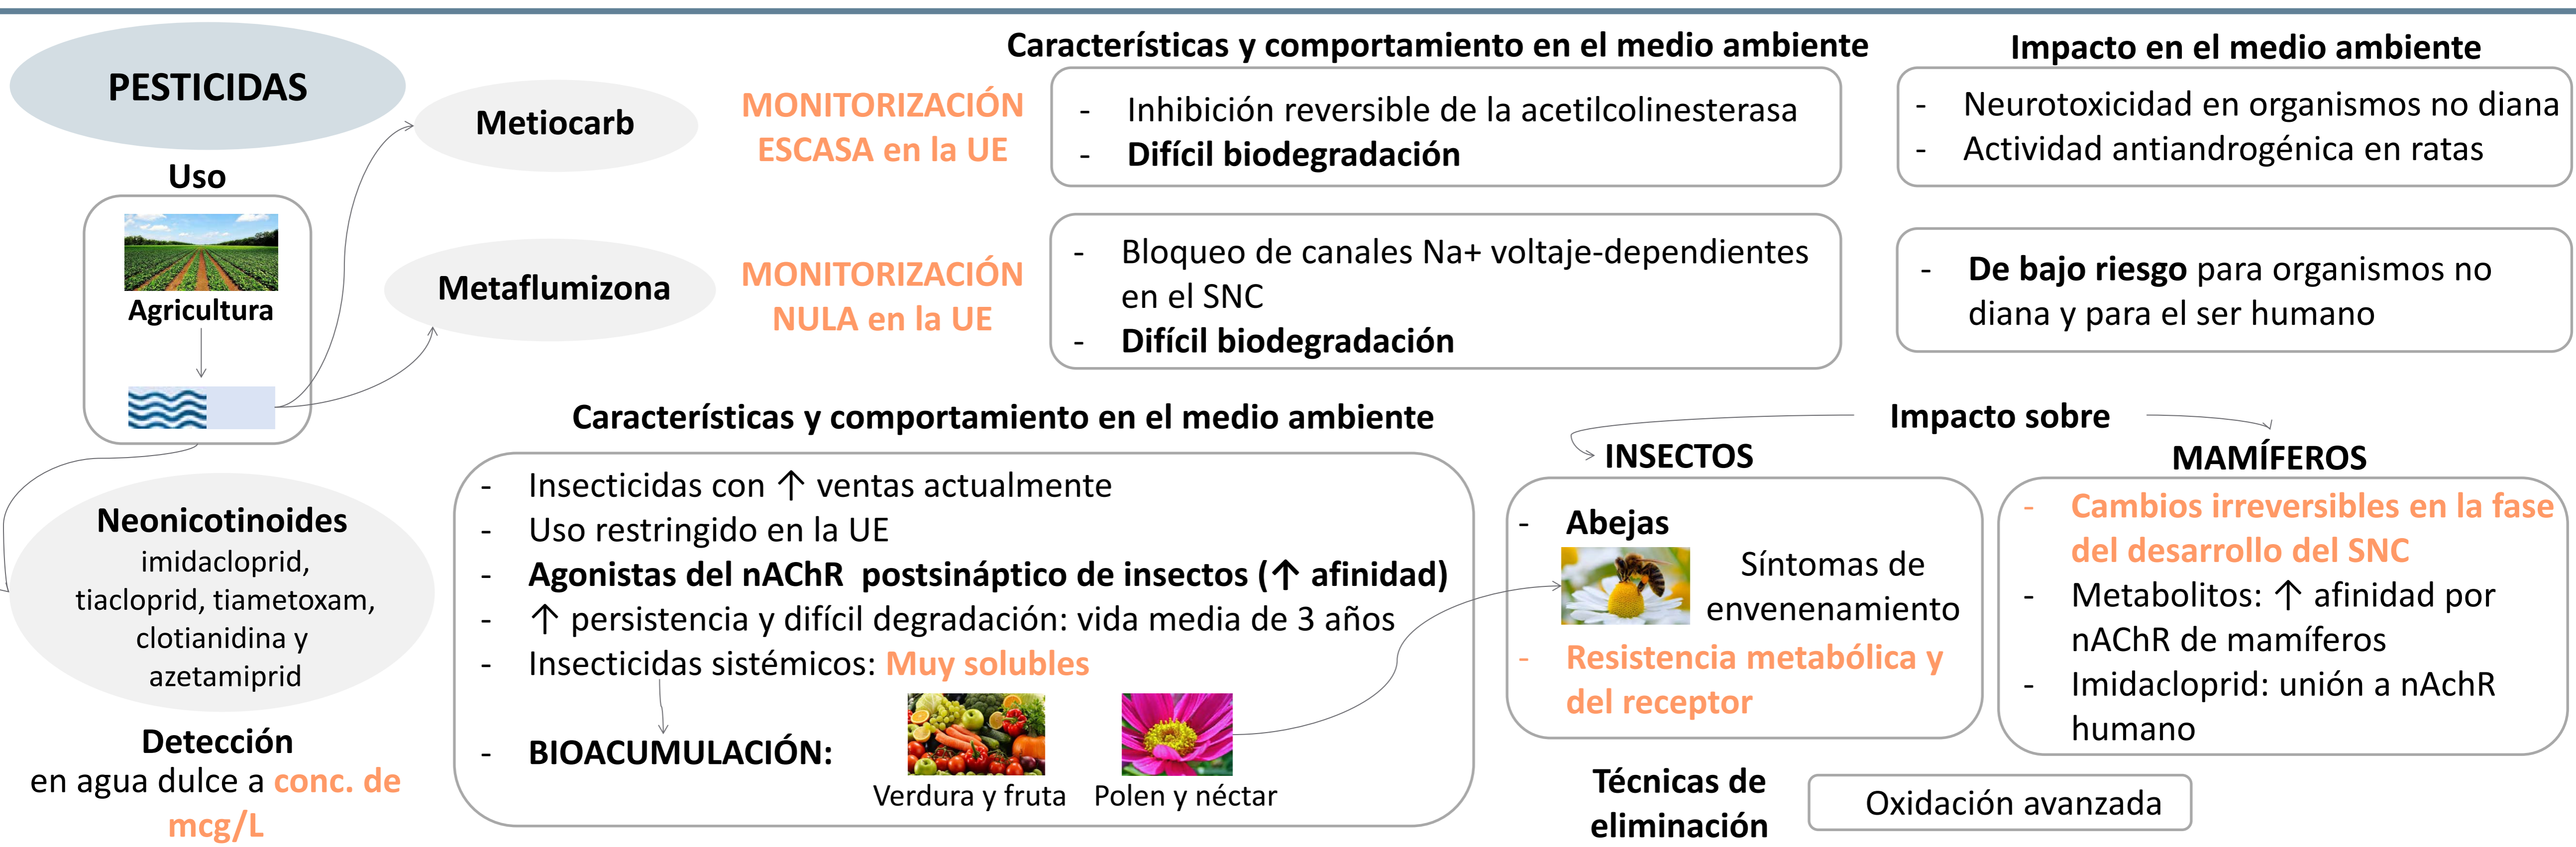 PESTICIDAS
Uso
Agricultura
Metiocarb
MONITORIZACIÓN
ESCASA en la UE
Características y comportamiento en el medio ambiente
- Inhibición reversible de la acetilcolinesterasa
- Difícil biodegradación
Impacto en el medio ambiente
- Neurotoxicidad en organismos no diana
- Actividad antiandrogénica en ratas
Metaflumizona
MONITORIZACIÓN
NULA en la UE
- Bloqueo de canales Na+ voltaje-dependientes
en el SNC
- Difícil biodegradación
- De bajo riesgo para organismos no
diana y para el ser humano
Neonicotinoides
imidacloprid,
tiacloprid, tiametoxam,
clotianidina y
azetamiprid
Detección
en agua dulce a conc. de
mcg/L
Características y comportamiento en el medio ambiente
- Insecticidas con ↑ ventas actualmente
- Uso restringido en la UE
- Agonistas del nAChR postsináptico de insectos (↑ afinidad)
- ↑ persistencia y difícil degradación: vida media de 3 años
- Insecticidas sistémicos: Muy solubles
- BIOACUMULACIÓN:
Verdura y fruta
Polen y néctar
Impacto sobre
INSECTOS
- Abejas
Síntomas de
envenenamiento
- Resistencia metabólica y
del receptor
MAMÍFEROS
- Cambios irreversibles en la fase
del desarrollo del SNC
- Metabolitos: ↑ afinidad por
nAChR de mamíferos
- Imidacloprid: unión a nAchR
humano
Técnicas de
eliminación
Oxidación avanzada